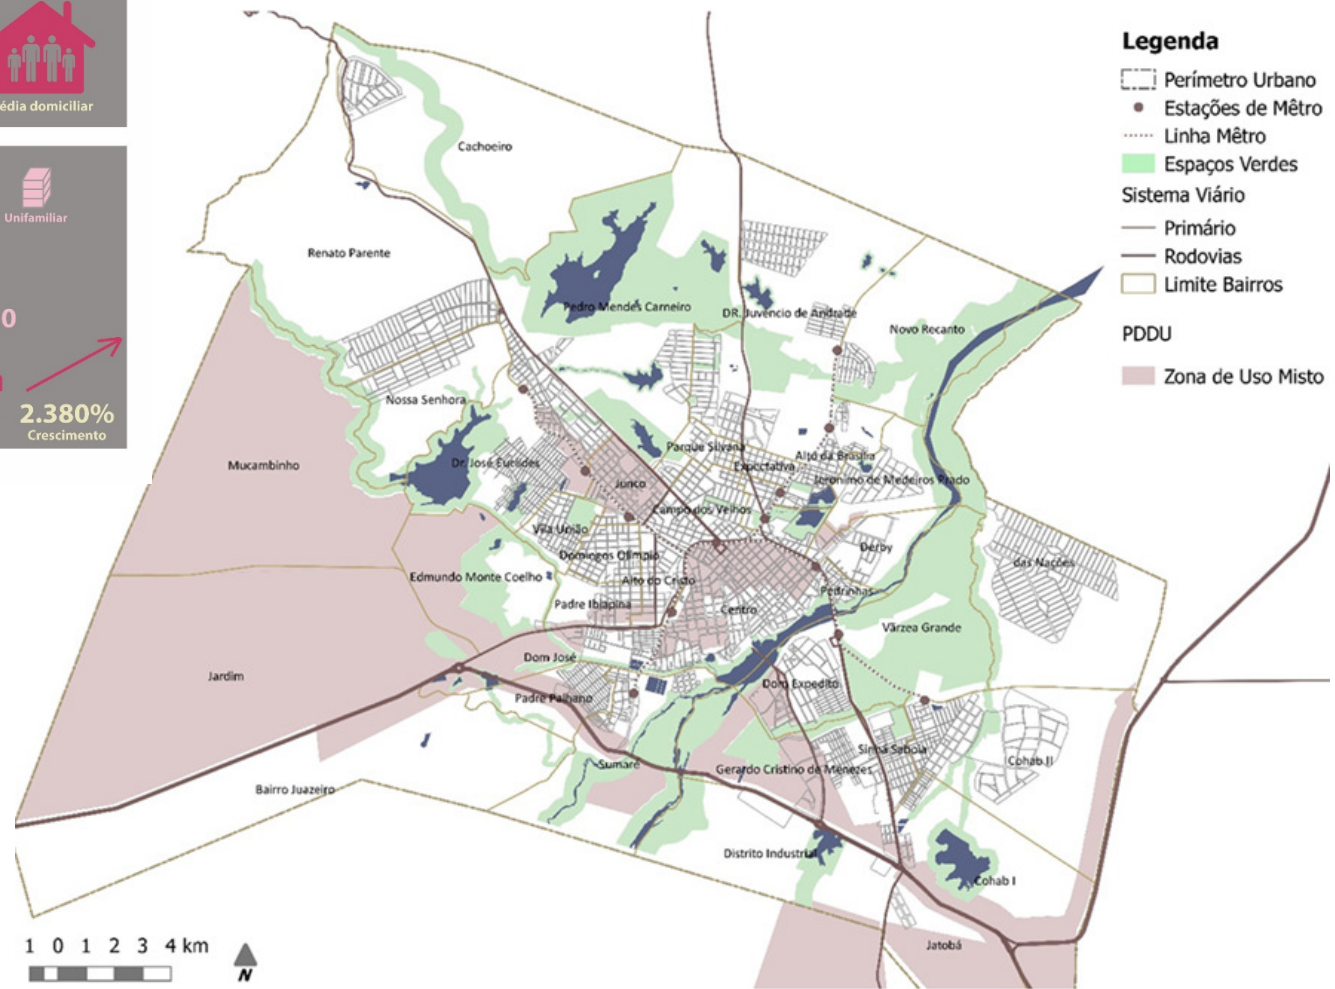 édia domiciliar
Unifamiliar
0
2.380%
Crescimento
Legenda
Perímetro Urbano
Estações de Mêtro
Linha Mêtro
Espaços Verdes
Sistema Viário
Primário
Rodovias
Limite Bairros
PDDU
Zona de Uso Misto
Cachoeiro
Renato Parente
Pedro Mendes Carneiro
DR. Juvêncio de Andrade
Novo Recanto
Nossa Senhora
Mucambinho
Dr. José Euclides
Junco
Parque Silvana
Expectativa
Alto da Brasília
Jerônimo de Medeiros Prado
Campo dos Velhos
Vila União
Domingos Olímpio
Derby
das Nações
Edmundo Monte Coelho
Alto do Cristo
Padre Ibiapina
Centro
Pedrinhas
Várzea Grande
Dom José
Jardim
Padre Palhano
Dom Expedito
Sinhá Sabóia
Cohab II
Sumaré
Gerardo Cristino de Menezes
Bairro Juazeiro
Distrito Industrial
Cohab I
Jatobá
1 0 1 2 3 4 km
N